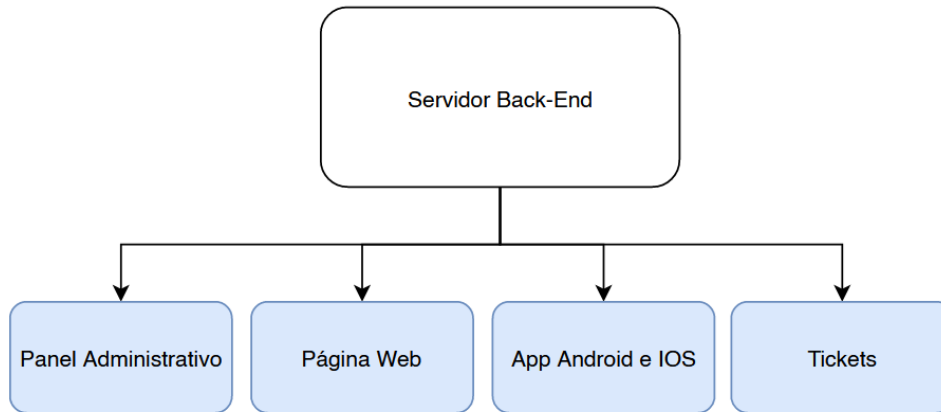 Servidor Back-End
Panel Administrativo
Página Web
App Android e IOS
Tickets